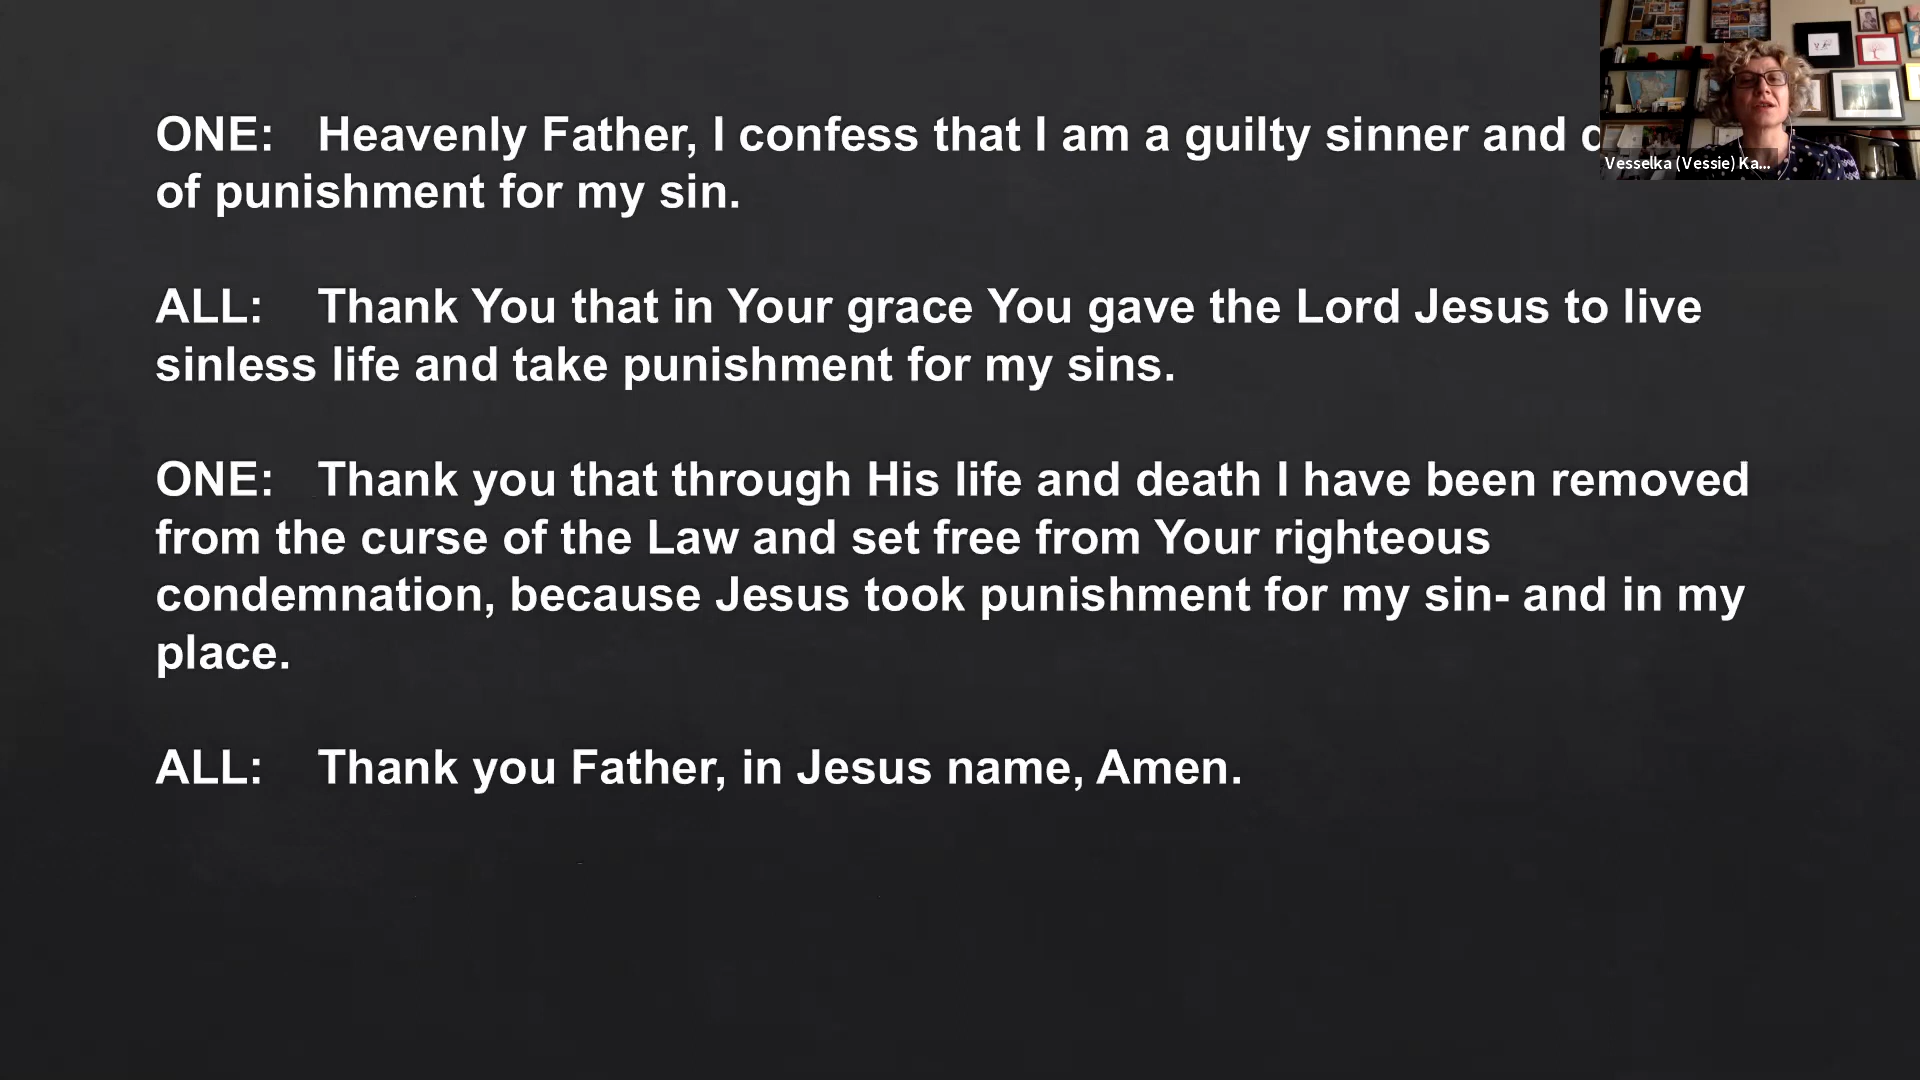 ONE: Heavenly Father, I confess that I am a guilty sinner and
of punishment for my sin.
ALL: Thank You that in Your grace You gave the Lord Jesus to live
sinless life and take punishment for my sins.
ONE: Thank you that through His life and death I have been removed
from the curse of the Law and set free from Your righteous
condemnation, because Jesus took punishment for my sin- and in my
place.
ALL: Thank you Father, in Jesus name, Amen.
Vesselka (Vessie) Ka...